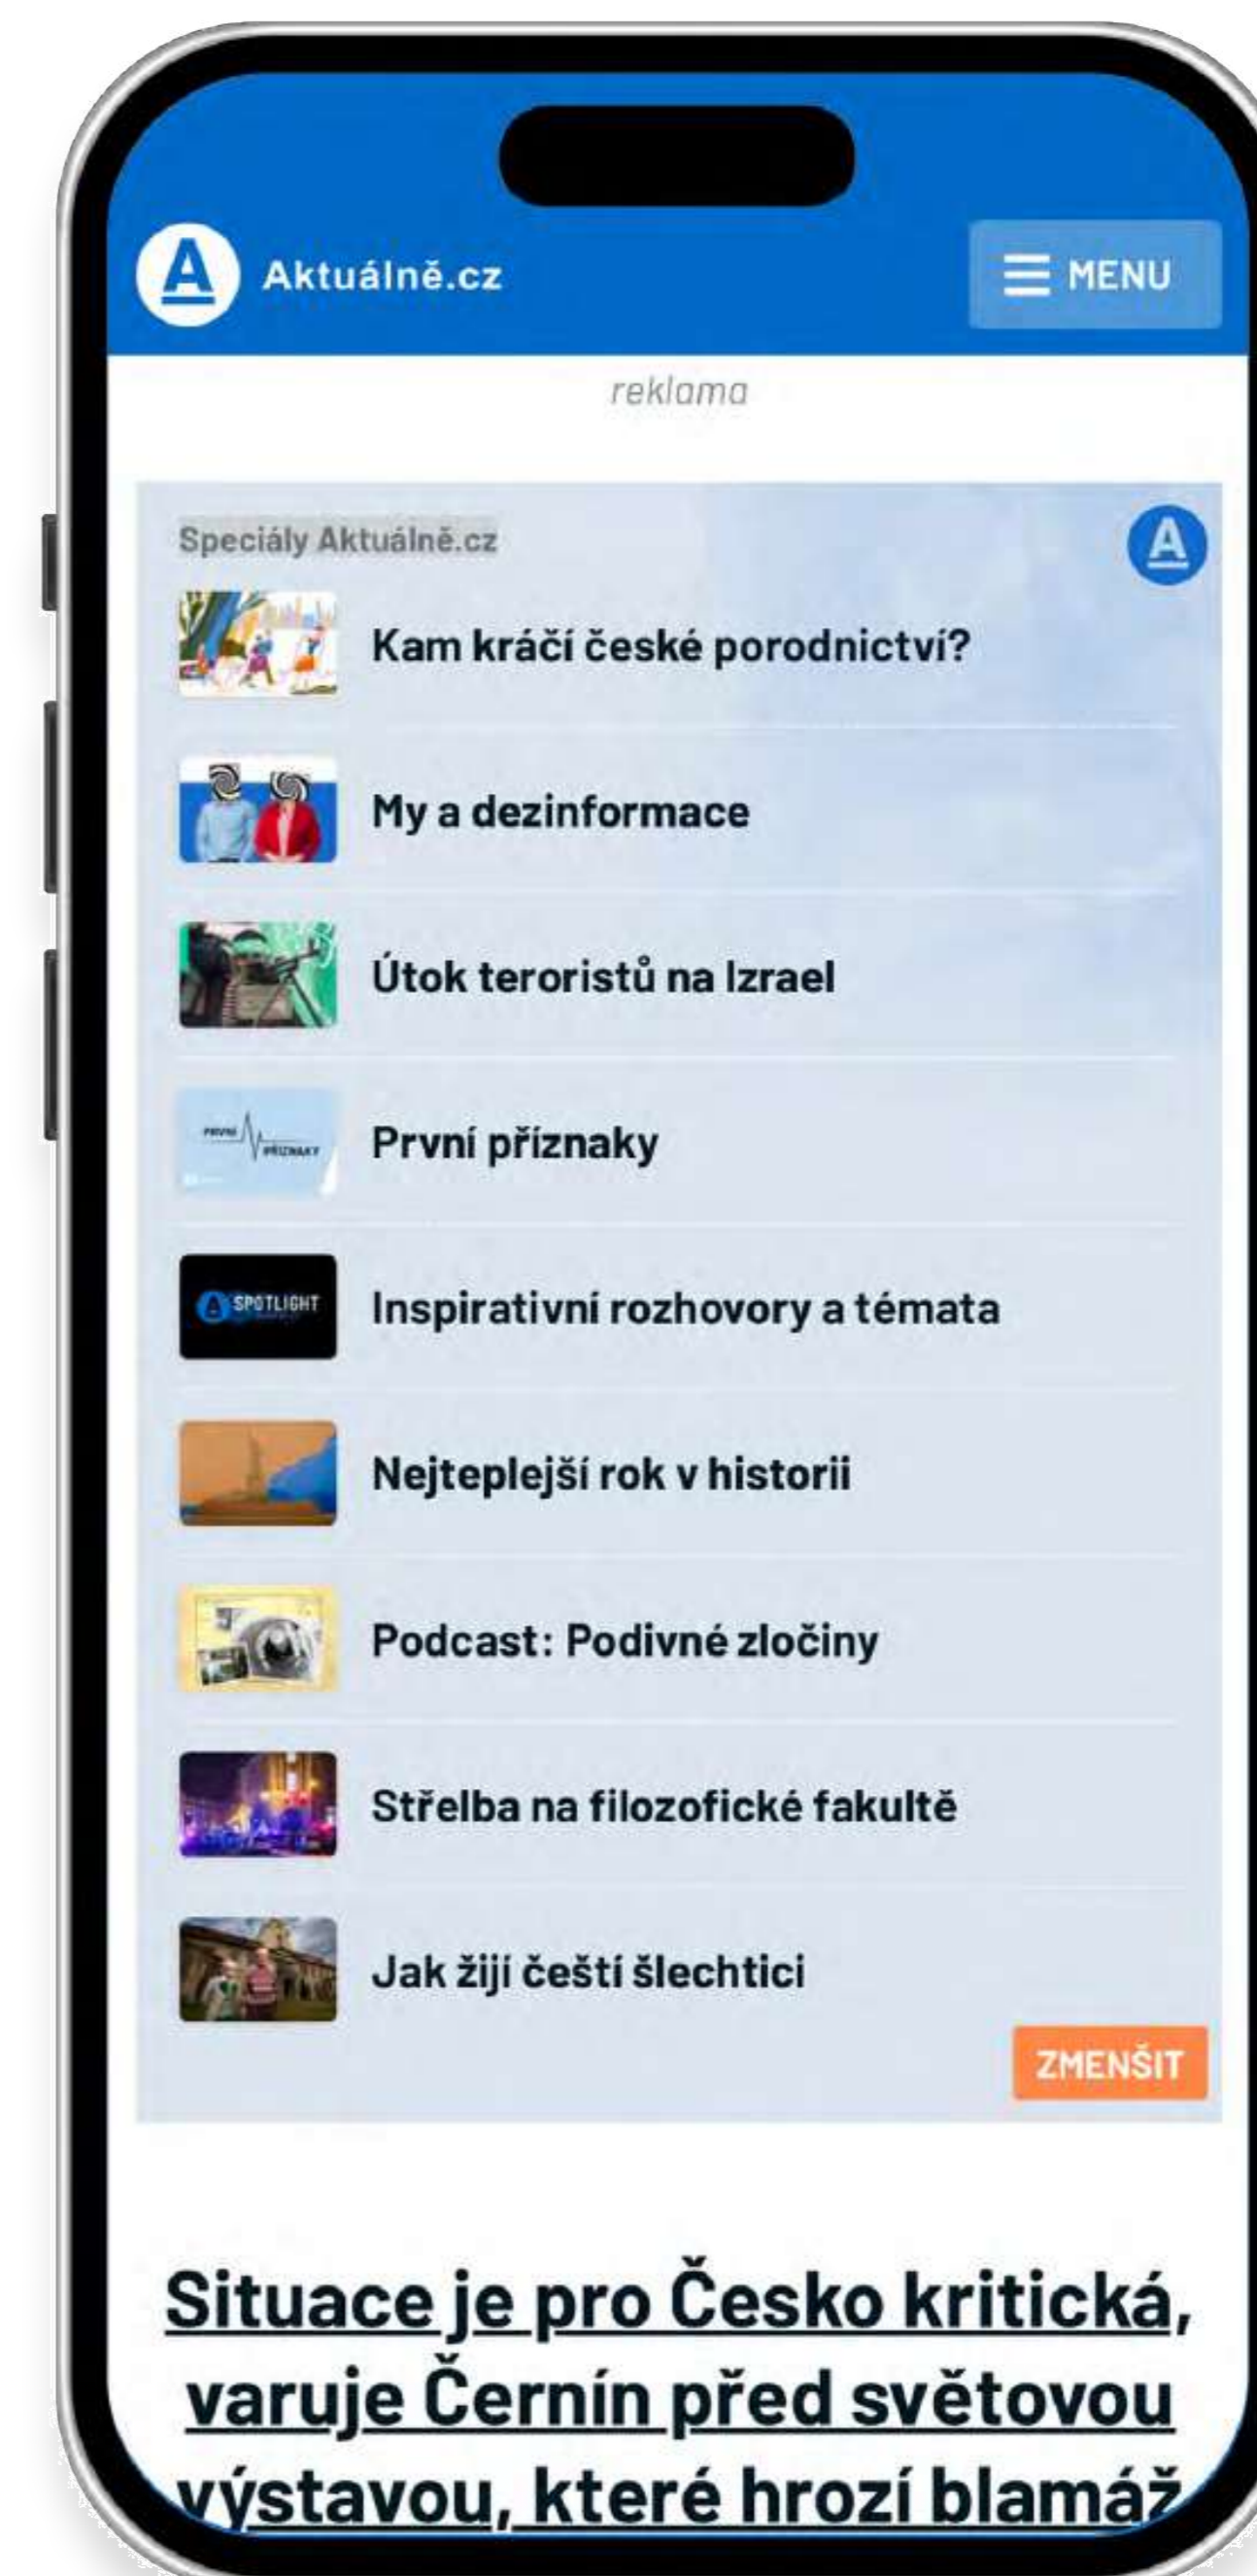 A Aktuálně.cz
MENU
reklama
Speciály Aktuálně.cz
A
Kam kráčí české porodnictví?
My a dezinformace
Útok teroristů na Izrael
PRVNÍ
PŘÍZNAKY
První příznaky
A SPOTLIGHT
Inspirativní rozhovory a témata
Nejteplejší rok v historii
Podcast: Podivné zločiny
Střelba na filozofické fakultě
Jak žijí čeští šlechtici
ZMENŠIT
Situace je pro Česko kritická,
varuje Černín před světovou
výstavou, které hrozí blamáž